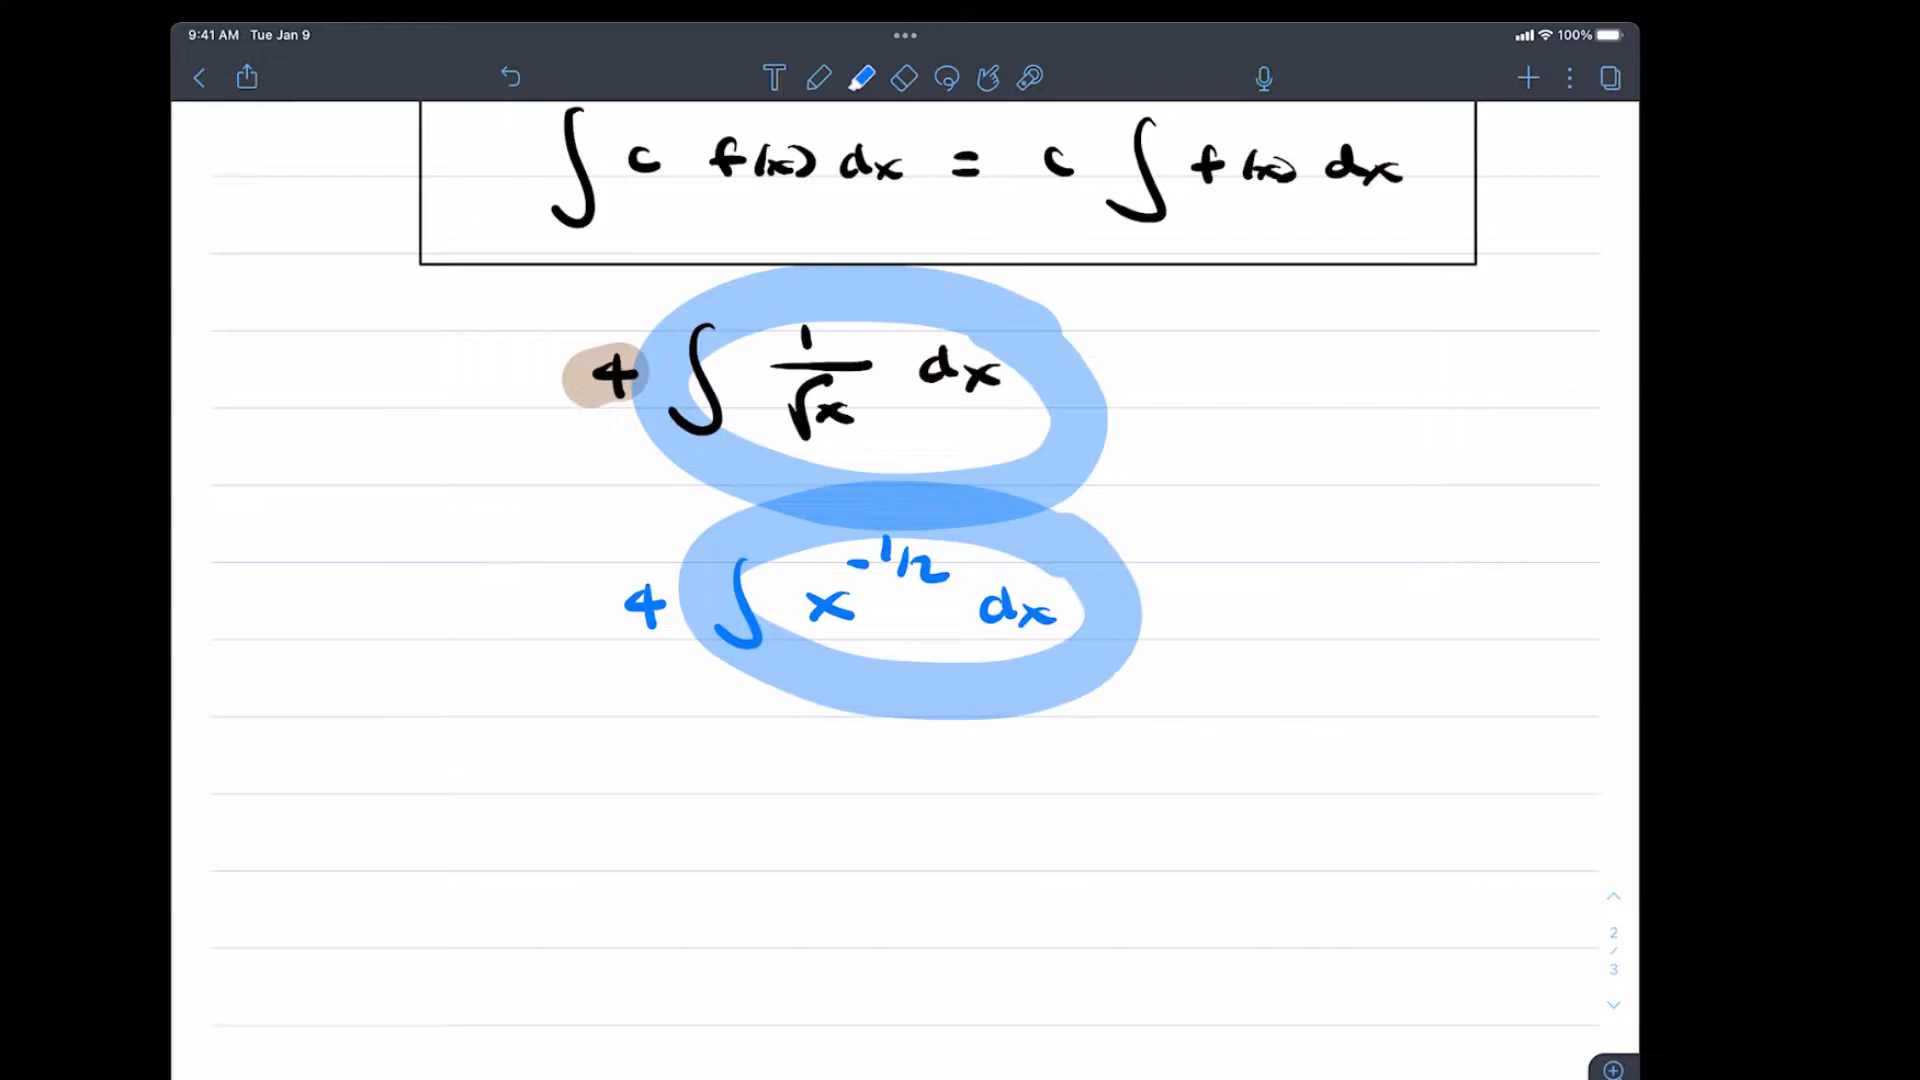 9:41 AM Tue Jan 9
100%
T
∫ c f(x) dx = c ∫ f(x) dx
4 ∫ 1/√x dx
4 ∫ x^(-1/2) dx
2
/
3